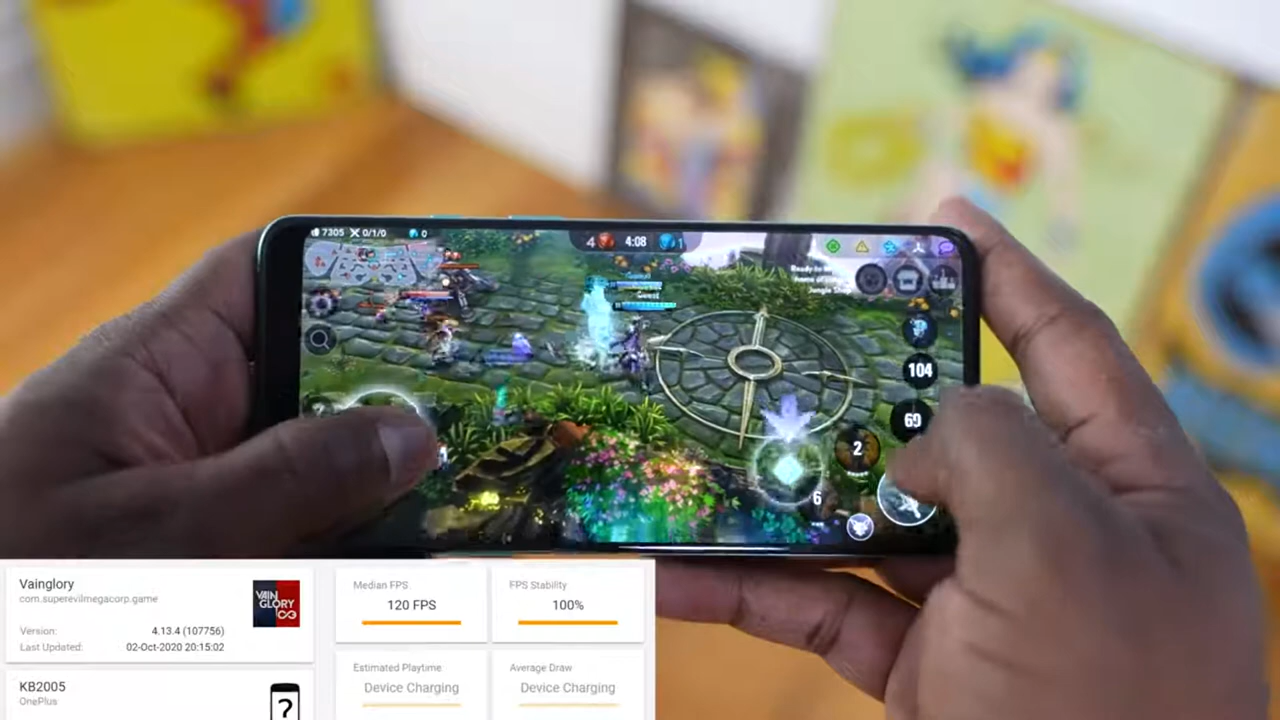 7305 0/1/0 0
4 4:08 1
Guest
104
69
2
6
Vainglory
com.superevilmegacorp.game
Version: 4.13.4 (107756)
Last Updated: 02-Oct-2020 20:15:02
VAIN
GLORY
Median FPS
120 FPS
FPS Stability
100%
KB2005
OnePlus
?
Estimated Playtime
Device Charging
Average Draw
Device Charging